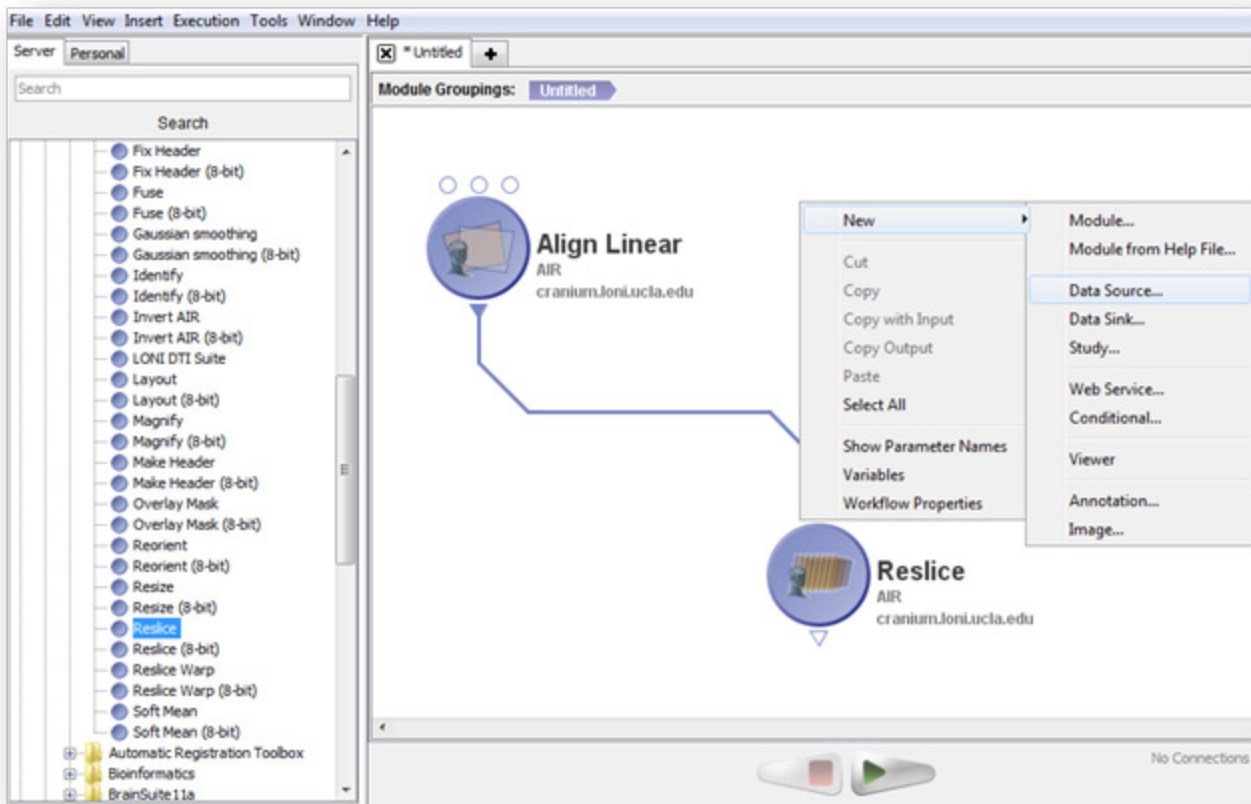 File Edit View Insert Execution Tools Window Help
Server Personal
Search
Search
Fix Header
Fix Header (8-bit)
Fuse
Fuse (8-bit)
Gaussian smoothing
Gaussian smoothing (8-bit)
Identify
Identify (8-bit)
Invert AIR
Invert AIR (8-bit)
LONI DTI Suite
Layout
Layout (8-bit)
Magnify
Magnify (8-bit)
Make Header
Make Header (8-bit)
Overlay Mask
Overlay Mask (8-bit)
Reorient
Reorient (8-bit)
Resize
Resize (8-bit)
Reslice
Reslice (8-bit)
Reslice Warp
Reslice Warp (8-bit)
Soft Mean
Soft Mean (8-bit)
Automatic Registration Toolbox
Bioinformatics
BrainSuite11a
* Untitled
Module Groupings: Untitled
Align Linear
AIR
cranium.loni.ucla.edu
New
Cut
Copy
Copy with Input
Copy Output
Paste
Select All
Show Parameter Names
Variables
Workflow Properties
Module...
Module from Help File...
Data Source...
Data Sink...
Study...
Web Service...
Conditional...
Viewer
Annotation...
Image...
Reslice
AIR
cranium.loni.ucla.edu
No Connections